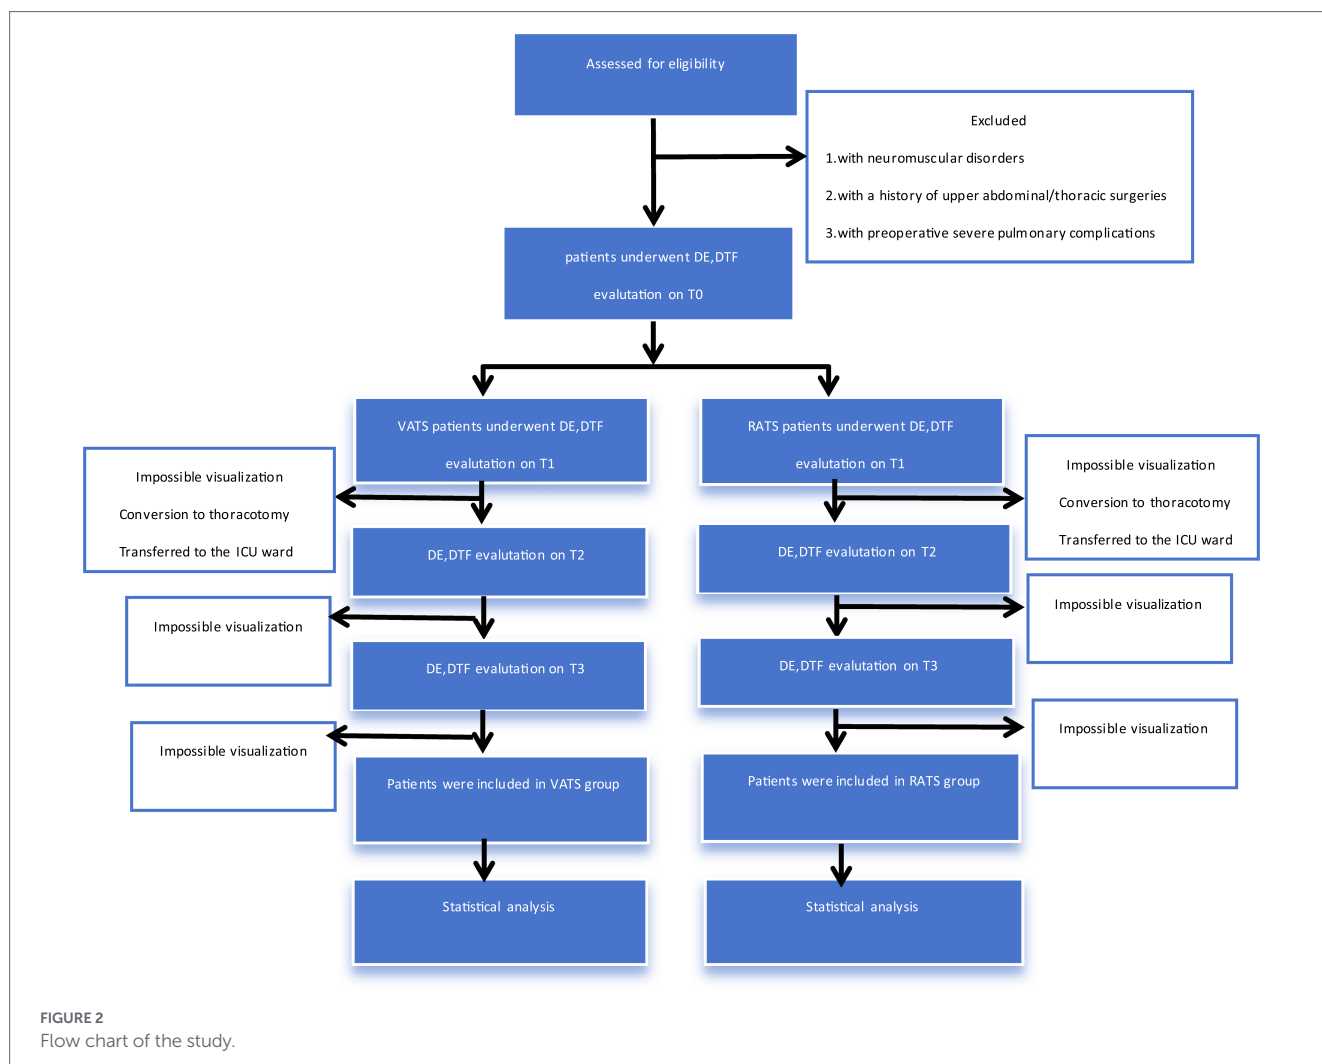 Assessed for eligibility
Excluded
1.with neuromuscular disorders
2.with a history of upper abdominal/thoracic surgeries
3.with preoperative severe pulmonary complications
patients underwent DE,DTF
evalutation on T0
VATS patients underwent DE,DTF
evalutation on T1
RATS patients underwent DE,DTF
evalutation on T1
Impossible visualization
Conversion to thoracotomy
Transferred to the ICU ward
Impossible visualization
Conversion to thoracotomy
Transferred to the ICU ward
DE,DTF evalutation on T2
DE,DTF evalutation on T2
Impossible visualization
Impossible visualization
DE,DTF evalutation on T3
DE,DTF evalutation on T3
Impossible visualization
Impossible visualization
Patients were included in VATS group
Patients were included in RATS group
Statistical analysis
Statistical analysis
FIGURE 2
Flow chart of the study.